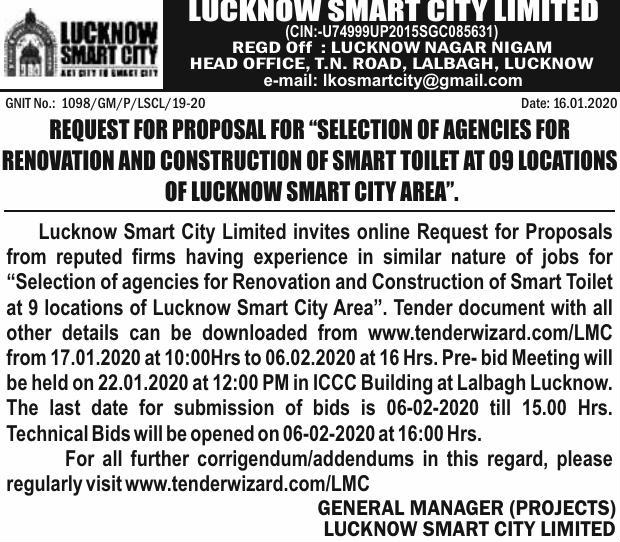 LUCKNOW SMART CITY LIMITED
LUCKNOW
SMART CITY
ACT CITY TO SMART CITY
(CIN:-U74999UP2015SGC085631)
REGD Off : LUCKNOW NAGAR NIGAM
HEAD OFFICE, T.N. ROAD, LALBAGH, LUCKNOW
e-mail: lkosmartcity@gmail.com
GNIT No.: 1098/GM/P/LSCL/19-20 Date: 16.01.2020
REQUEST FOR PROPOSAL FOR “SELECTION OF AGENCIES FOR
RENOVATION AND CONSTRUCTION OF SMART TOILET AT 09 LOCATIONS
OF LUCKNOW SMART CITY AREA”.
Lucknow Smart City Limited invites online Request for Proposals
from reputed firms having experience in similar nature of jobs for
“Selection of agencies for Renovation and Construction of Smart Toilet
at 9 locations of Lucknow Smart City Area”. Tender document with all
other details can be downloaded from www.tenderwizard.com/LMC
from 17.01.2020 at 10:00Hrs to 06.02.2020 at 16 Hrs. Pre- bid Meeting will
be held on 22.01.2020 at 12:00 PM in ICCC Building at Lalbagh Lucknow.
The last date for submission of bids is 06-02-2020 till 15.00 Hrs.
Technical Bids will be opened on 06-02-2020 at 16:00 Hrs.
For all further corrigendum/addendums in this regard, please
regularly visit www.tenderwizard.com/LMC
GENERAL MANAGER (PROJECTS)
LUCKNOW SMART CITY LIMITED